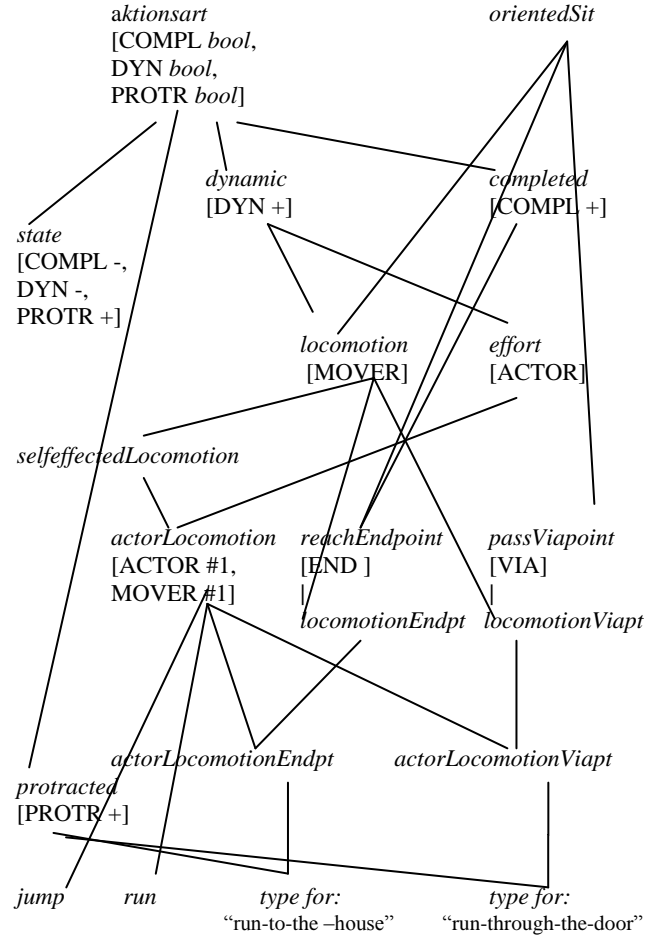 aktionsart
orientedSit
[COMPL bool,
DYN bool,
PROTR bool]
dynamic
completed
[DYN +]
[COMPL +]
state
[COMPL -,
DYN -,
PROTR +]
locomotion
effort
[MOVER]
[ACTOR]
selfeffectedLocomotion
actorLocomotion
reachEndpoint
passViapoint
[ACTOR #1,
[END ]
[VIA]
MOVER #1]
locomotionEndpt
locomotionViapt
actorLocomotionEndpt
actorLocomotionViapt
protracted
[PROTR +]
jump
run
type for:
type for:
“run-to-the –house”
“run-through-the-door”